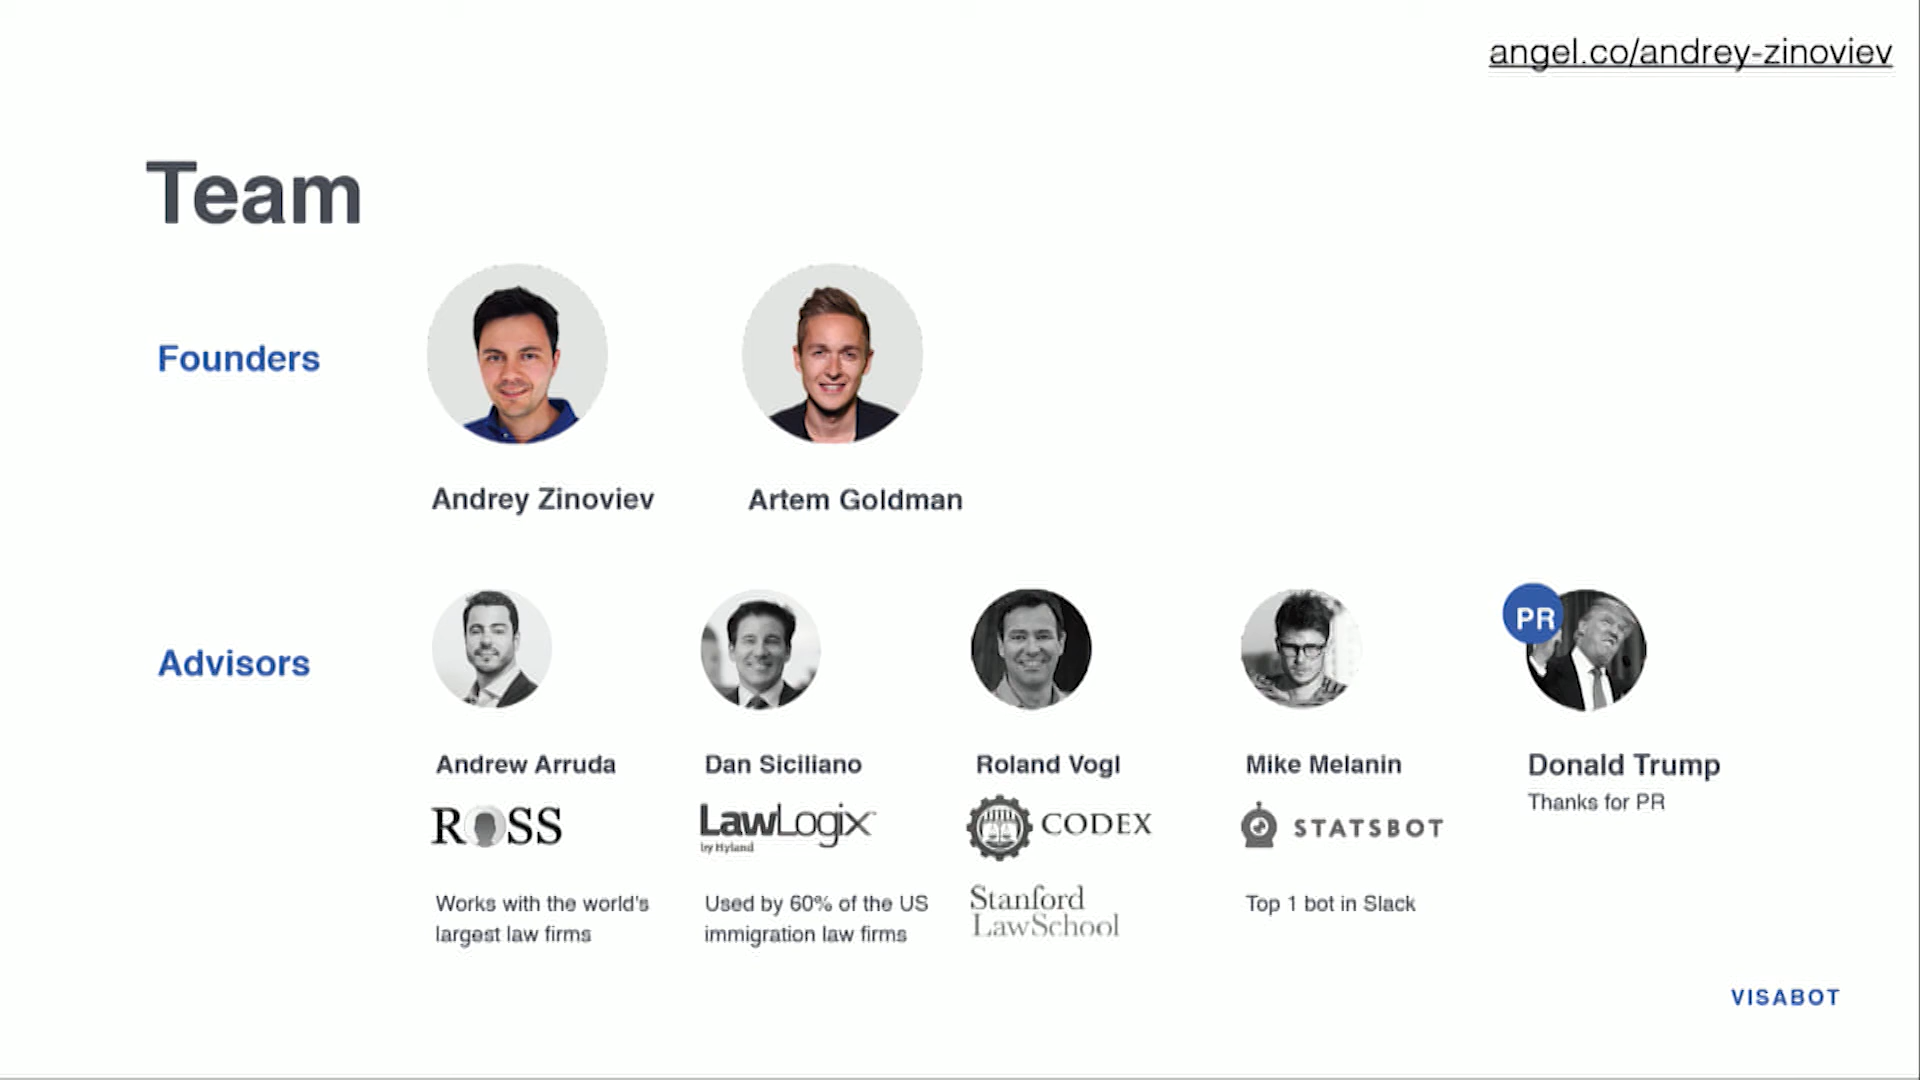 angel.co/andrey-zinoviev
Team
Founders
Andrey Zinoviev
Artem Goldman
Advisors
PR
Andrew Arruda
ROSS
Works with the world's
largest law firms
Dan Siciliano
LawLogix
by Hyland
Used by 60% of the US
immigration law firms
Roland Vogl
CODEX
Stanford
LawSchool
Mike Melanin
STATSBOT
Top 1 bot in Slack
Donald Trump
Thanks for PR
VISABOT